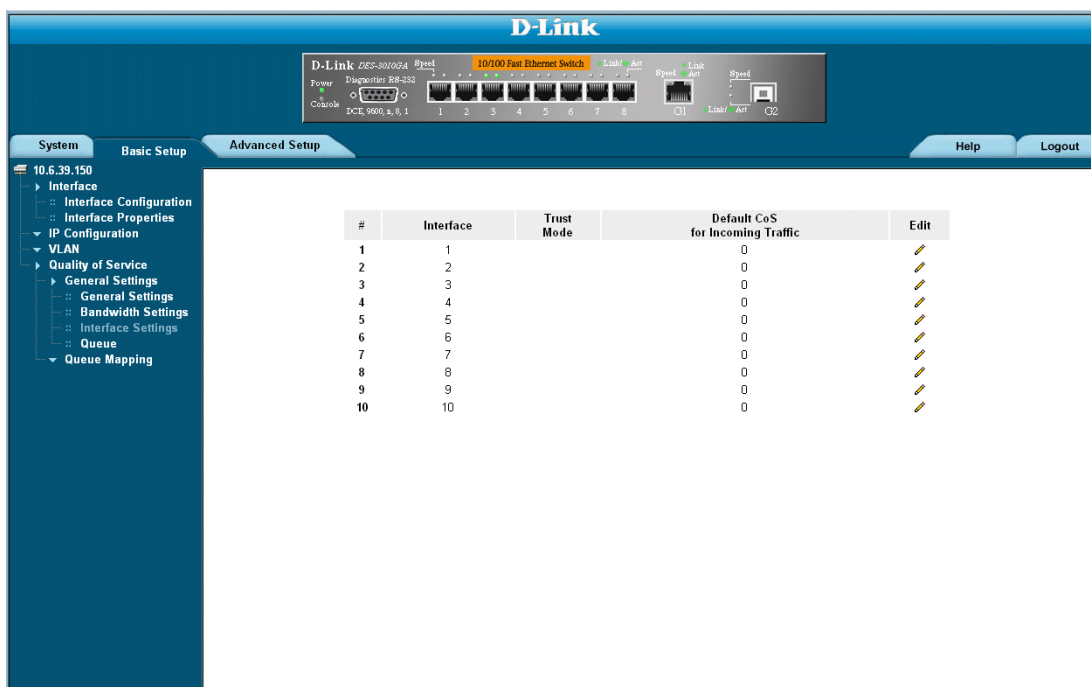 D-Link
D-Link DES-3010GA Speed 10/100 Fast Ethernet Switch Link/ Act
Power Diagnostics RS-232
Console
DCE, 9600, n, 8, 1
1 2 3 4 5 6 7 8
Link
Speed Act
G1
Speed
Link/ Act G2
System Basic Setup Advanced Setup Help Logout
10.6.39.150
Interface
Interface Configuration
Interface Properties
IP Configuration
VLAN
Quality of Service
General Settings
General Settings
Bandwidth Settings
Interface Settings
Queue
Queue Mapping
# Interface Trust Mode Default CoS for Incoming Traffic Edit
1 1 0
2 2 0
3 3 0
4 4 0
5 5 0
6 6 0
7 7 0
8 8 0
9 9 0
10 10 0